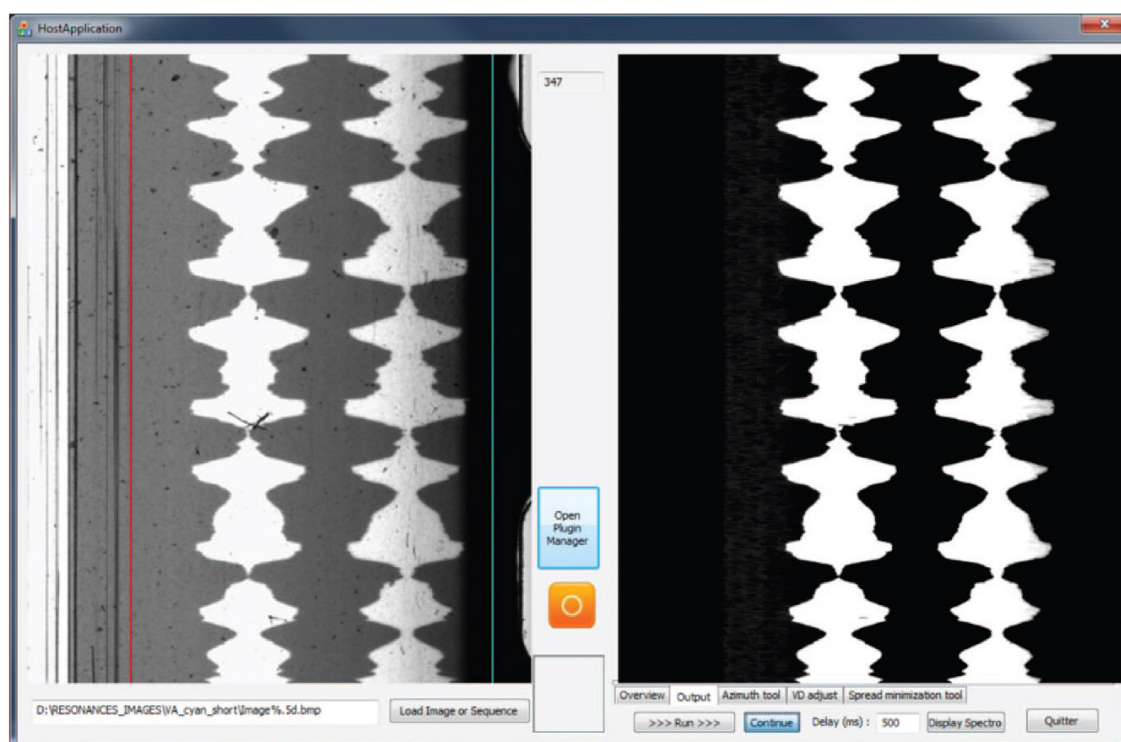 HostApplication
347
Open
Plugin
Manager
D:\RESONANCES_IMAGES\VA_cyan_short\Image%.5d.bmp
Load Image or Sequence
Overview Output Azimuth tool VD adjust Spread minimization tool
>>> Run >>> Continue Delay (ms) : 500 Display Spectro Quitter